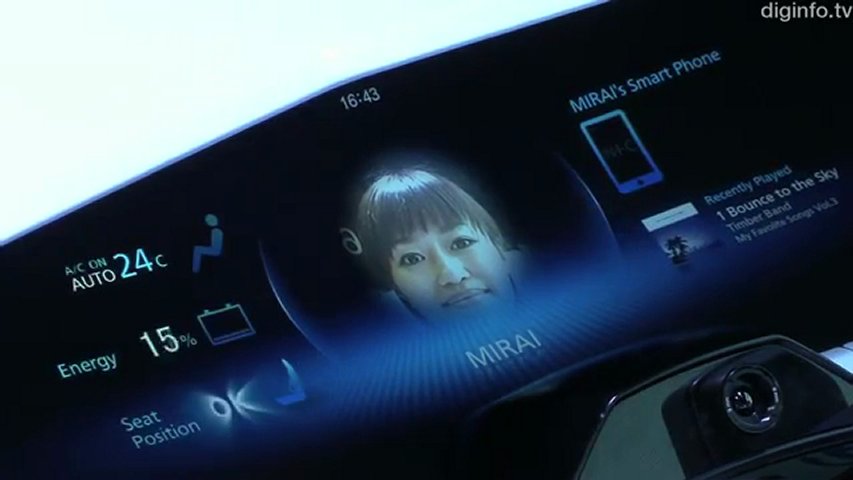 diginfo.tv
16:43
MIRAI's Smart Phone
Recently Played
1 Bounce to the Sky
Timber Band
My Favorite Songs Vol.3
A/C ON
AUTO 24°C
Energy 15%
Seat
Position
OK
MIRAI